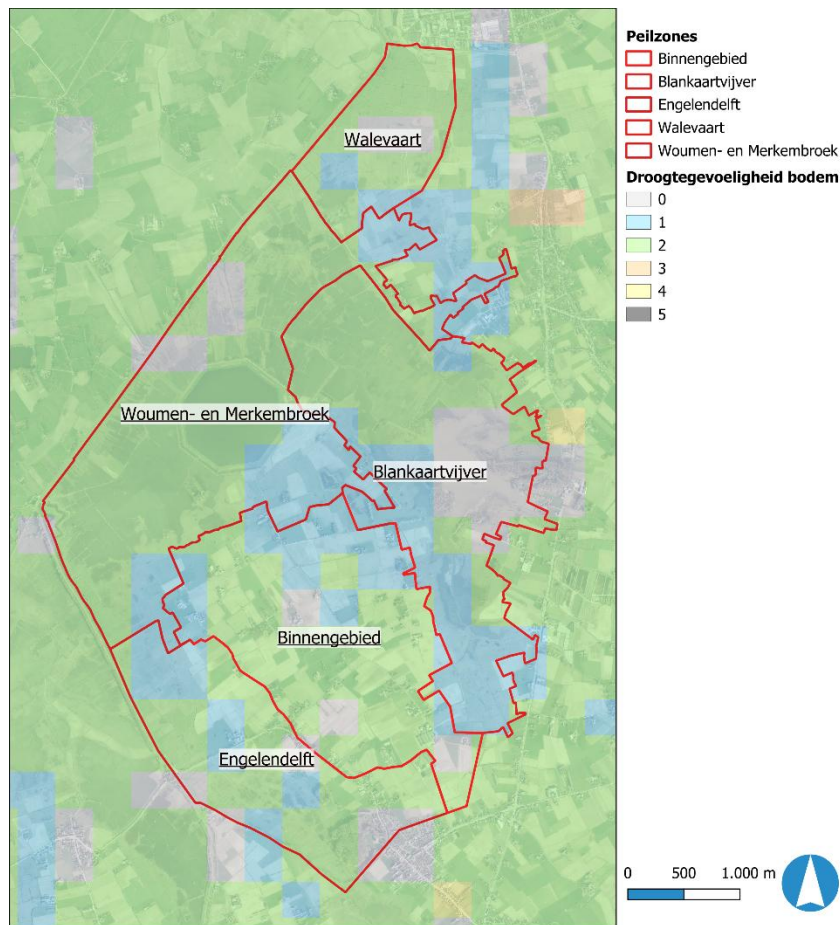 Peilzones
Binnengebied
Blankaartvijver
Engelendelft
Walevaart
Woumen- en Merkembroek
Droogtegevoeligheid bodem
0
1
2
3
4
5
Walevaart
Woumen- en Merkembroek
Blankaartvijver
Binnengebied
Engelendelft
0 500 1.000 m